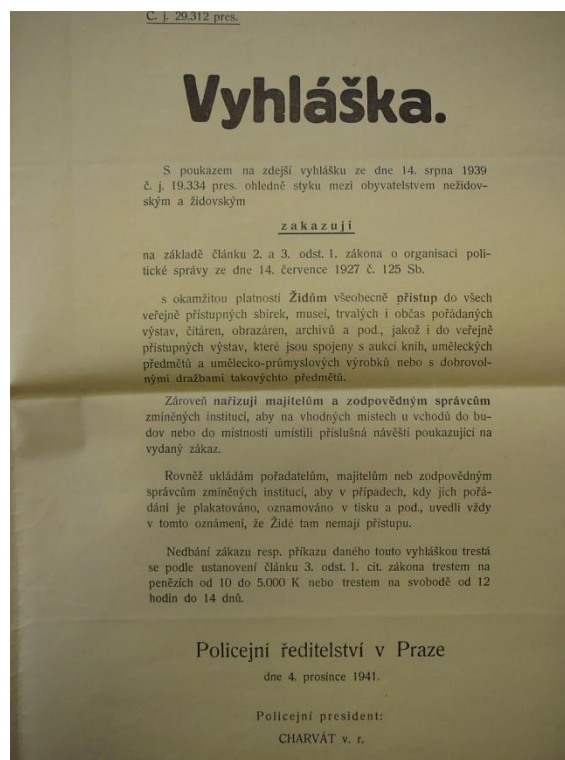 Č. j. 29.312 pres.
Vyhláška.
S poukazem na zdejší vyhlášku ze dne 14. srpna 1939
č. j. 19.334 pres. ohledně styku mezi obyvatelstvem nežidov-
ským a židovským
zakazuji
na základě článku 2. a 3. odst. 1. zákona o organisaci poli-
tické správy ze dne 14. července 1927 č. 125 Sb.
s okamžitou platností Židům všeobecně přístup do všech
veřejně přístupných sbírek, museí, trvalých i občas pořádaných
výstav, čítáren, obrazáren, archivů a pod., jakož i do veřejně
přístupných výstav, které jsou spojeny s aukcí knih, uměleckých
předmětů a umělecko-průmyslových výrobků nebo s dobrovol-
nými dražbami takovýchto předmětů.
Zároveň nařizuji majitelům a zodpovědným správcům
zmíněných institucí, aby na vhodných místech u vchodů do bu-
dov nebo do místností umístili příslušná návěští poukazující na
vydaný zákaz.
Rovněž ukládám pořadatelům, majitelům neb zodpovědným
správcům zmíněných institucí, aby v případech, kdy jich pořá-
dání je plakatováno, oznamováno v tisku a pod., uvedli vždy
v tomto oznámení, že Židé tam nemají přístupu.
Nedbání zákazu resp. příkazu daného touto vyhláškou trestá
se podle ustanovení článku 3. odst. 1. cit. zákona trestem na
penězích od 10 do 5.000 K nebo trestem na svobodě od 12
hodin do 14 dnů.
Policejní ředitelství v Praze
dne 4. prosince 1941.
Policejní president:
CHARVÁT v. r.